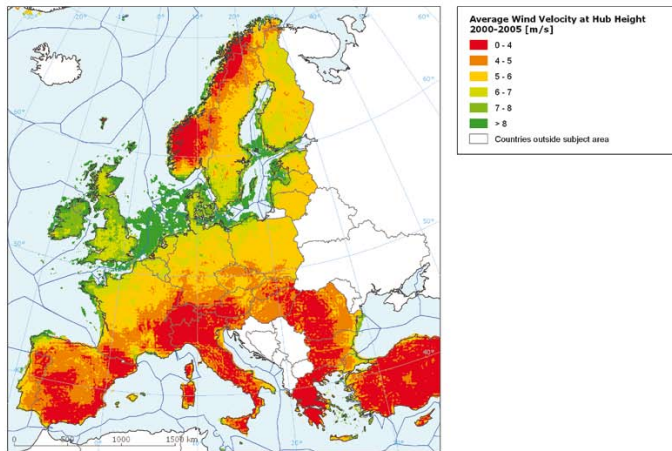 Average Wind Velocity at Hub Height
2000-2005 [m/s]
0 - 4
4 - 5
5 - 6
6 - 7
7 - 8
> 8
Countries outside subject area
0 500 1000 1500 km